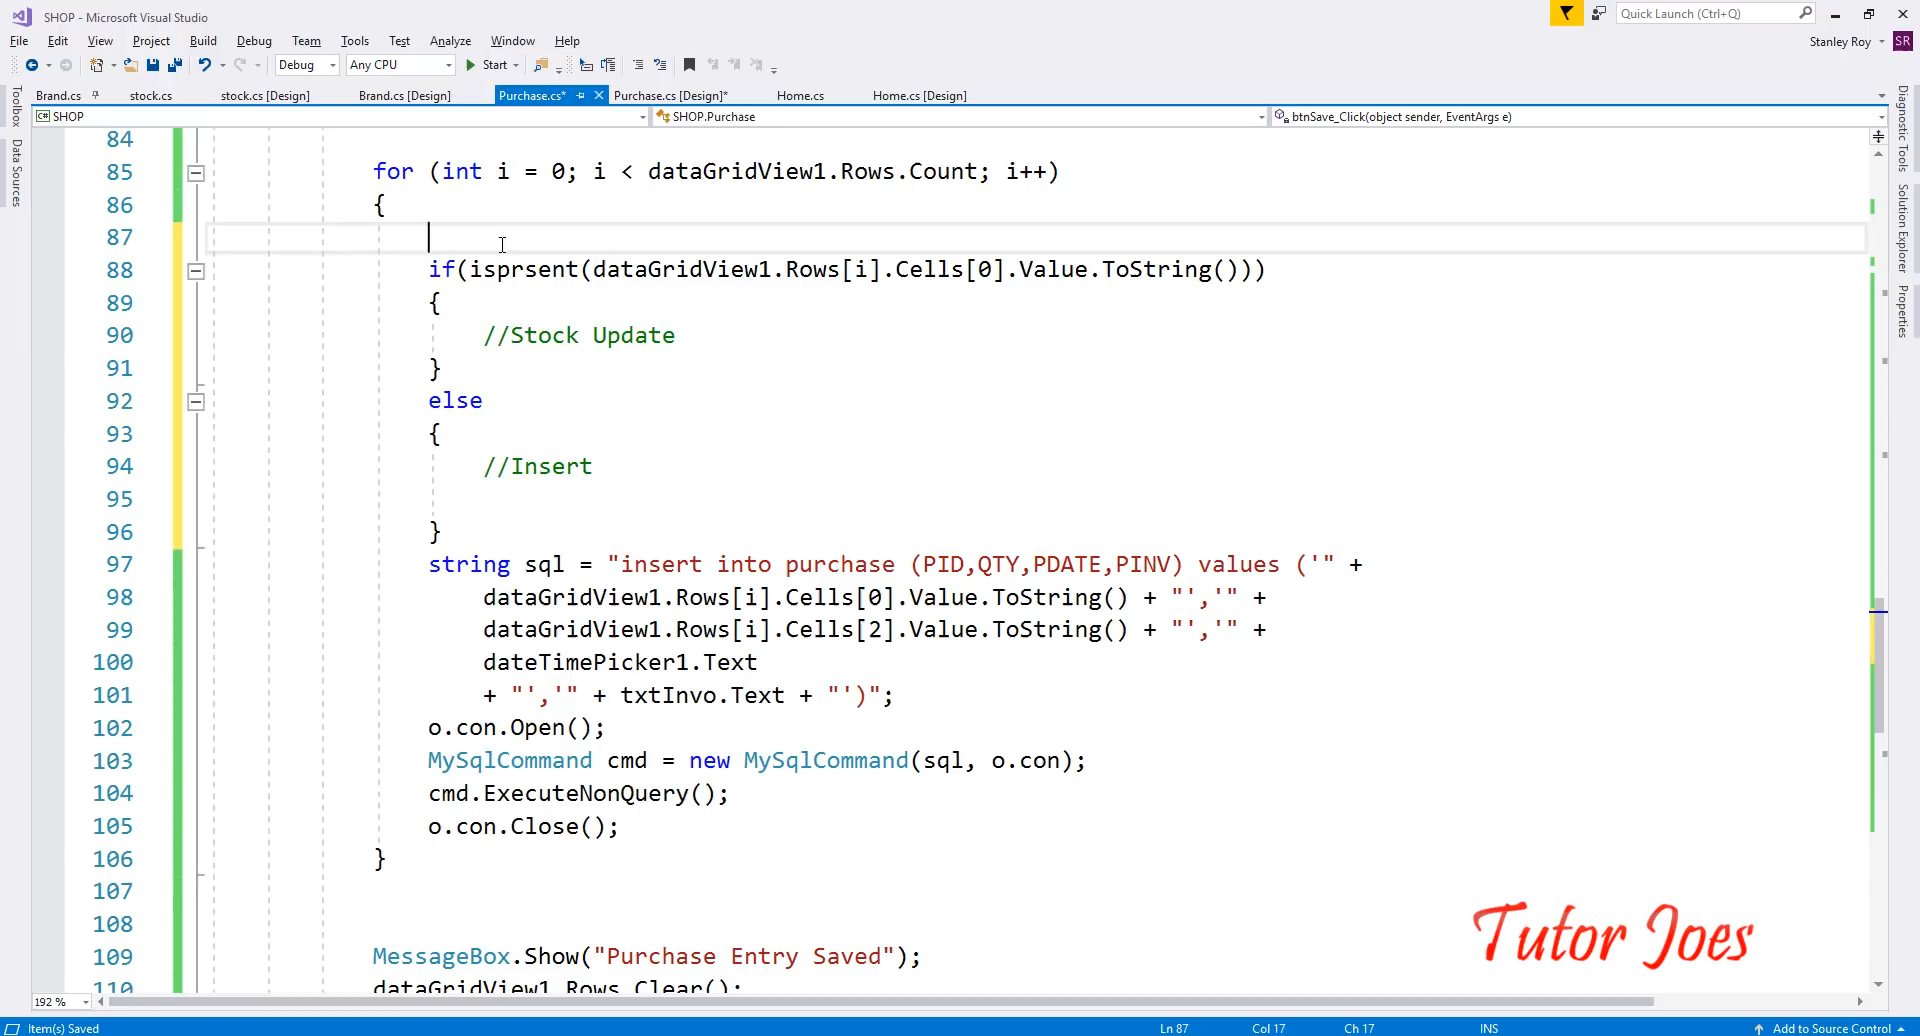 SHOP - Microsoft Visual Studio
Quick Launch (Ctrl+Q)
File Edit View Project Build Debug Team Tools Test Analyze Window Help
Stanley Roy SR
Debug Any CPU Start
Brand.cs stock.cs stock.cs [Design] Brand.cs [Design] Purchase.cs* Purchase.cs [Design]* Home.cs Home.cs [Design]
SHOP SHOP.Purchase btnSave_Click(object sender, EventArgs e)
Toolbox
Data Sources
Diagnostic Tools
Solution Explorer
Properties
84
85 for (int i = 0; i < dataGridView1.Rows.Count; i++)
86 {
87
88 if(isprsent(dataGridView1.Rows[i].Cells[0].Value.ToString()))
89 {
90 //Stock Update
91 }
92 else
93 {
94 //Insert
95
96 }
97 string sql = "insert into purchase (PID,QTY,PDATE,PINV) values ('" +
98 dataGridView1.Rows[i].Cells[0].Value.ToString() + "','" +
99 dataGridView1.Rows[i].Cells[2].Value.ToString() + "','" +
100 dateTimePicker1.Text
101 + "','" + txtInvo.Text + "')";
102 o.con.Open();
103 MySqlCommand cmd = new MySqlCommand(sql, o.con);
104 cmd.ExecuteNonQuery();
105 o.con.Close();
106 }
107
108
109 MessageBox.Show("Purchase Entry Saved");
110 dataGridView1.Rows.Clear();
Tutor Joes
192 %
Item(s) Saved Ln 87 Col 17 Ch 17 INS Add to Source Control